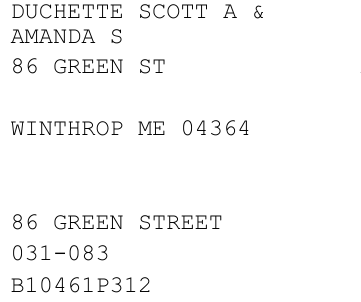 DUCHETTE SCOTT A &
AMANDA S
86 GREEN ST
WINTHROP ME 04364
86 GREEN STREET
031-083
B10461P312